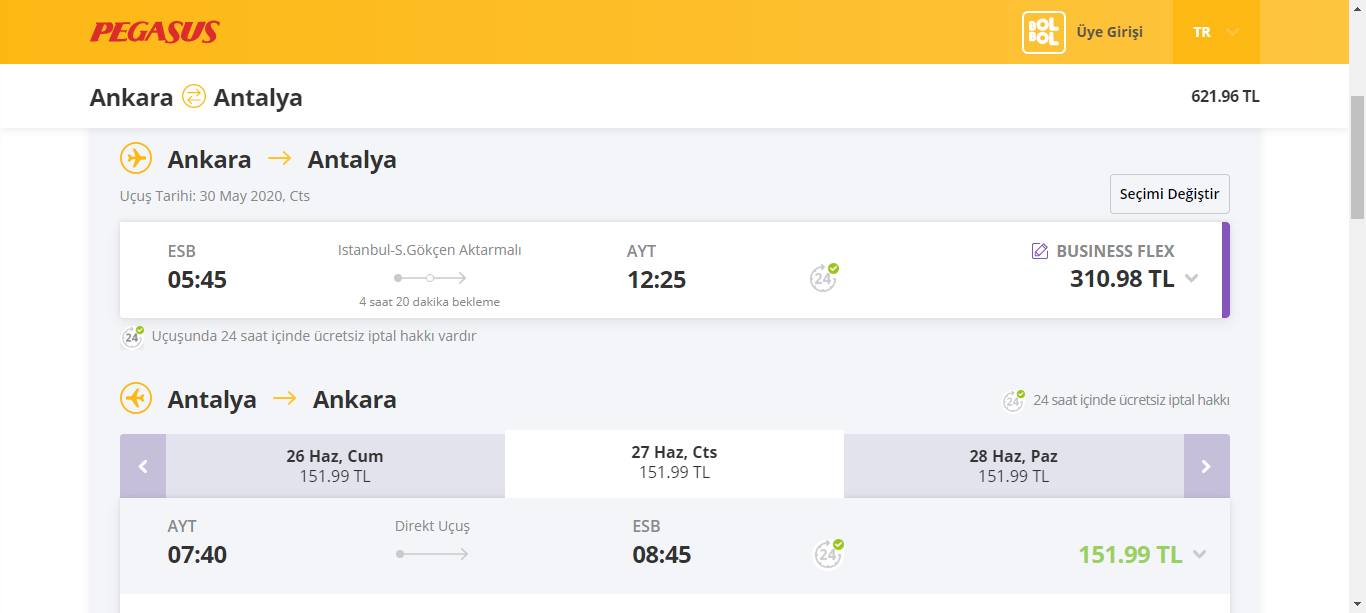 PEGASUS
BOL BOL
Üye Girişi
TR
Ankara Antalya
621.96 TL
Ankara Antalya
Uçuş Tarihi: 30 May 2020, Cts
Seçimi Değiştir
ESB
Istanbul-S.Gökçen Aktarmalı
AYT
BUSINESS FLEX
05:45
12:25
24
310.98 TL
4 saat 20 dakika bekleme
24
Uçuşunda 24 saat içinde ücretsiz iptal hakkı vardır
Antalya Ankara
24
24 saat içinde ücretsiz iptal hakkı
26 Haz, Cum
151.99 TL
27 Haz, Cts
151.99 TL
28 Haz, Paz
151.99 TL
AYT
Direkt Uçuş
ESB
07:40
08:45
24
151.99 TL